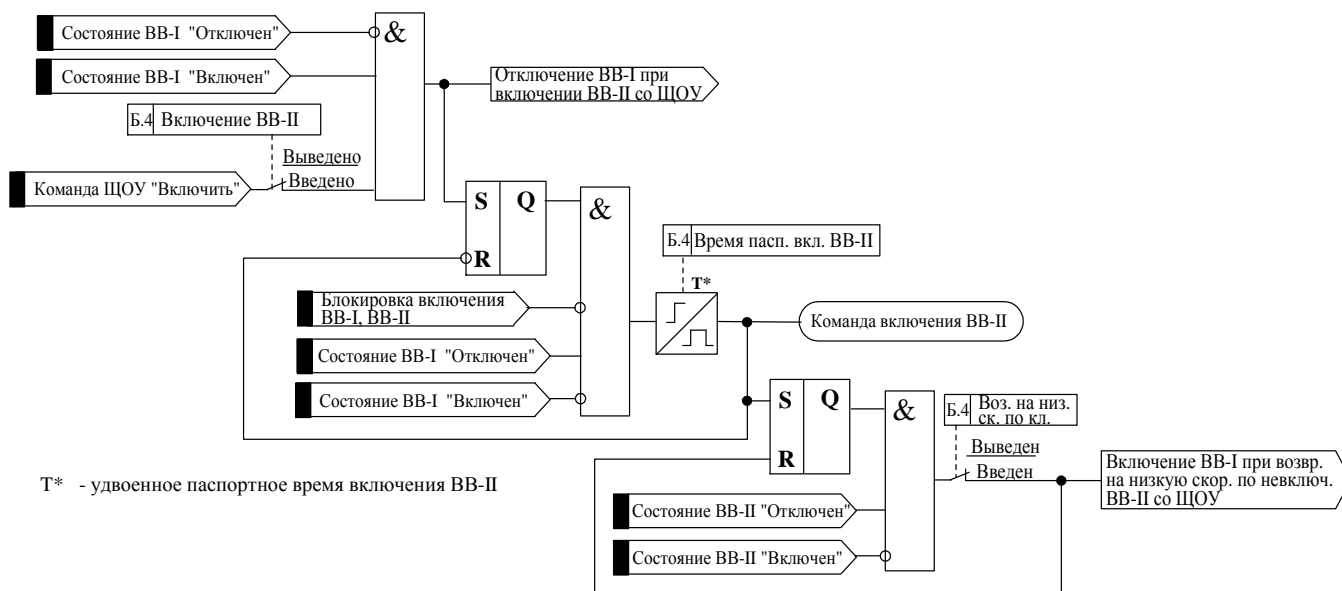 Состояние ВВ-I "Отключен"
&
Состояние ВВ-I "Включен"
Отключение ВВ-I при
включении ВВ-II со ЩОУ
Б.4 Включение ВВ-II
Выведено
Введено
Команда ЩОУ "Включить"
S Q
R
&
Б.4 Время пасп. вкл. ВВ-II
T*
Блокировка включения
ВВ-I, ВВ-II
Команда включения ВВ-II
Состояние ВВ-I "Отключен"
Состояние ВВ-I "Включен"
S Q
R
&
Б.4 Воз. на низ.
ск. по кл.
Выведен
Введен
Включение ВВ-I при возвр.
на низкую скор. по невключ.
ВВ-II со ЩОУ
T* - удвоенное паспортное время включения ВВ-II
Состояние ВВ-II "Отключен"
Состояние ВВ-II "Включен"